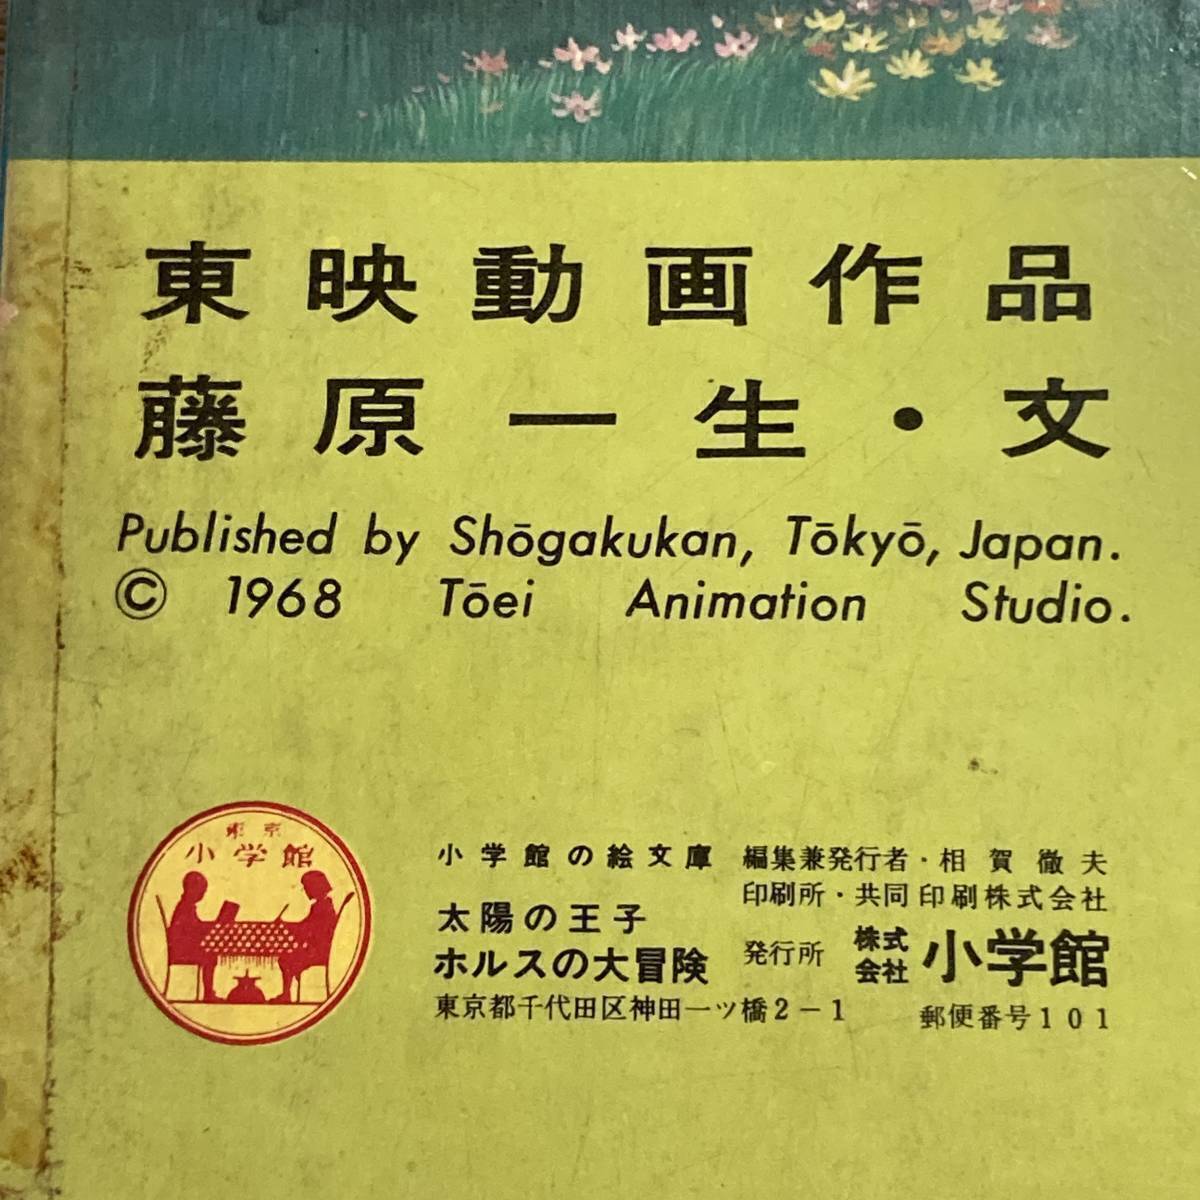 東映動画作品
藤原一生・文
Published by Shōgakukan, Tōkyō, Japan.
© 1968 Tōei Animation Studio.
東京
小学館
小学館の絵文庫
太陽の王子
ホルスの大冒険
編集兼発行者・相賀徹夫
印刷所・共同印刷株式会社
発行所 株式会社 小学館
東京都千代田区神田一ツ橋2−1
郵便番号101